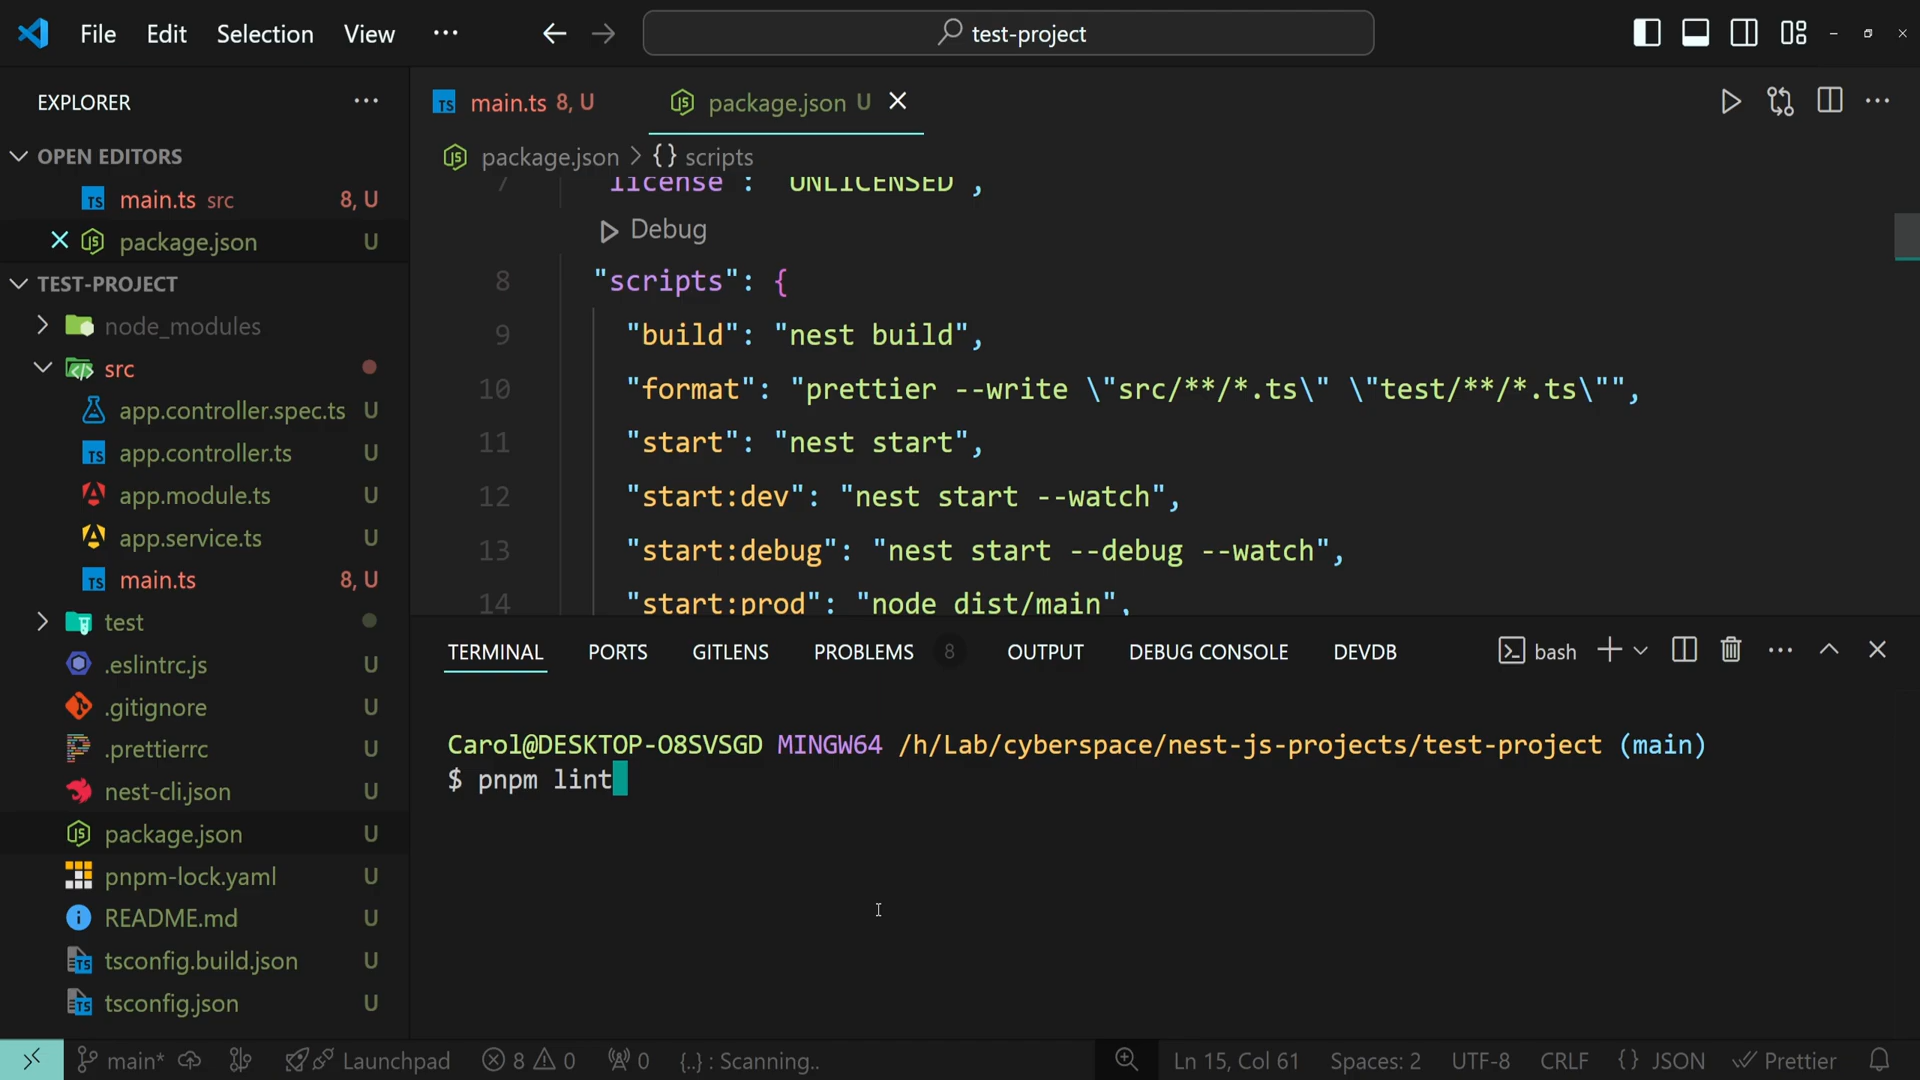 File Edit Selection View ··· test-project
EXPLORER
OPEN EDITORS
main.ts src 8, U
package.json U
TEST-PROJECT
node_modules
src
app.controller.spec.ts U
app.controller.ts U
app.module.ts U
app.service.ts U
main.ts 8, U
test
.eslintrc.js U
.gitignore U
.prettierrc U
nest-cli.json U
package.json U
pnpm-lock.yaml U
README.md U
tsconfig.build.json U
tsconfig.json U
main.ts 8, U package.json U
package.json > {} scripts
7 license : UNLICENSED ,
Debug
8 "scripts": {
9 "build": "nest build",
10 "format": "prettier --write \"src/**/*.ts\" \"test/**/*.ts\"",
11 "start": "nest start",
12 "start:dev": "nest start --watch",
13 "start:debug": "nest start --debug --watch",
14 "start:prod": "node dist/main",
TERMINAL PORTS GITLENS PROBLEMS 8 OUTPUT DEBUG CONSOLE DEVDB bash
Carol@DESKTOP-O8SVSGD MINGW64 /h/Lab/cyberspace/nest-js-projects/test-project (main)
$ pnpm lint
main* Launchpad 8 0 0 {..} : Scanning.. Ln 15, Col 61 Spaces: 2 UTF-8 CRLF {} JSON Prettier